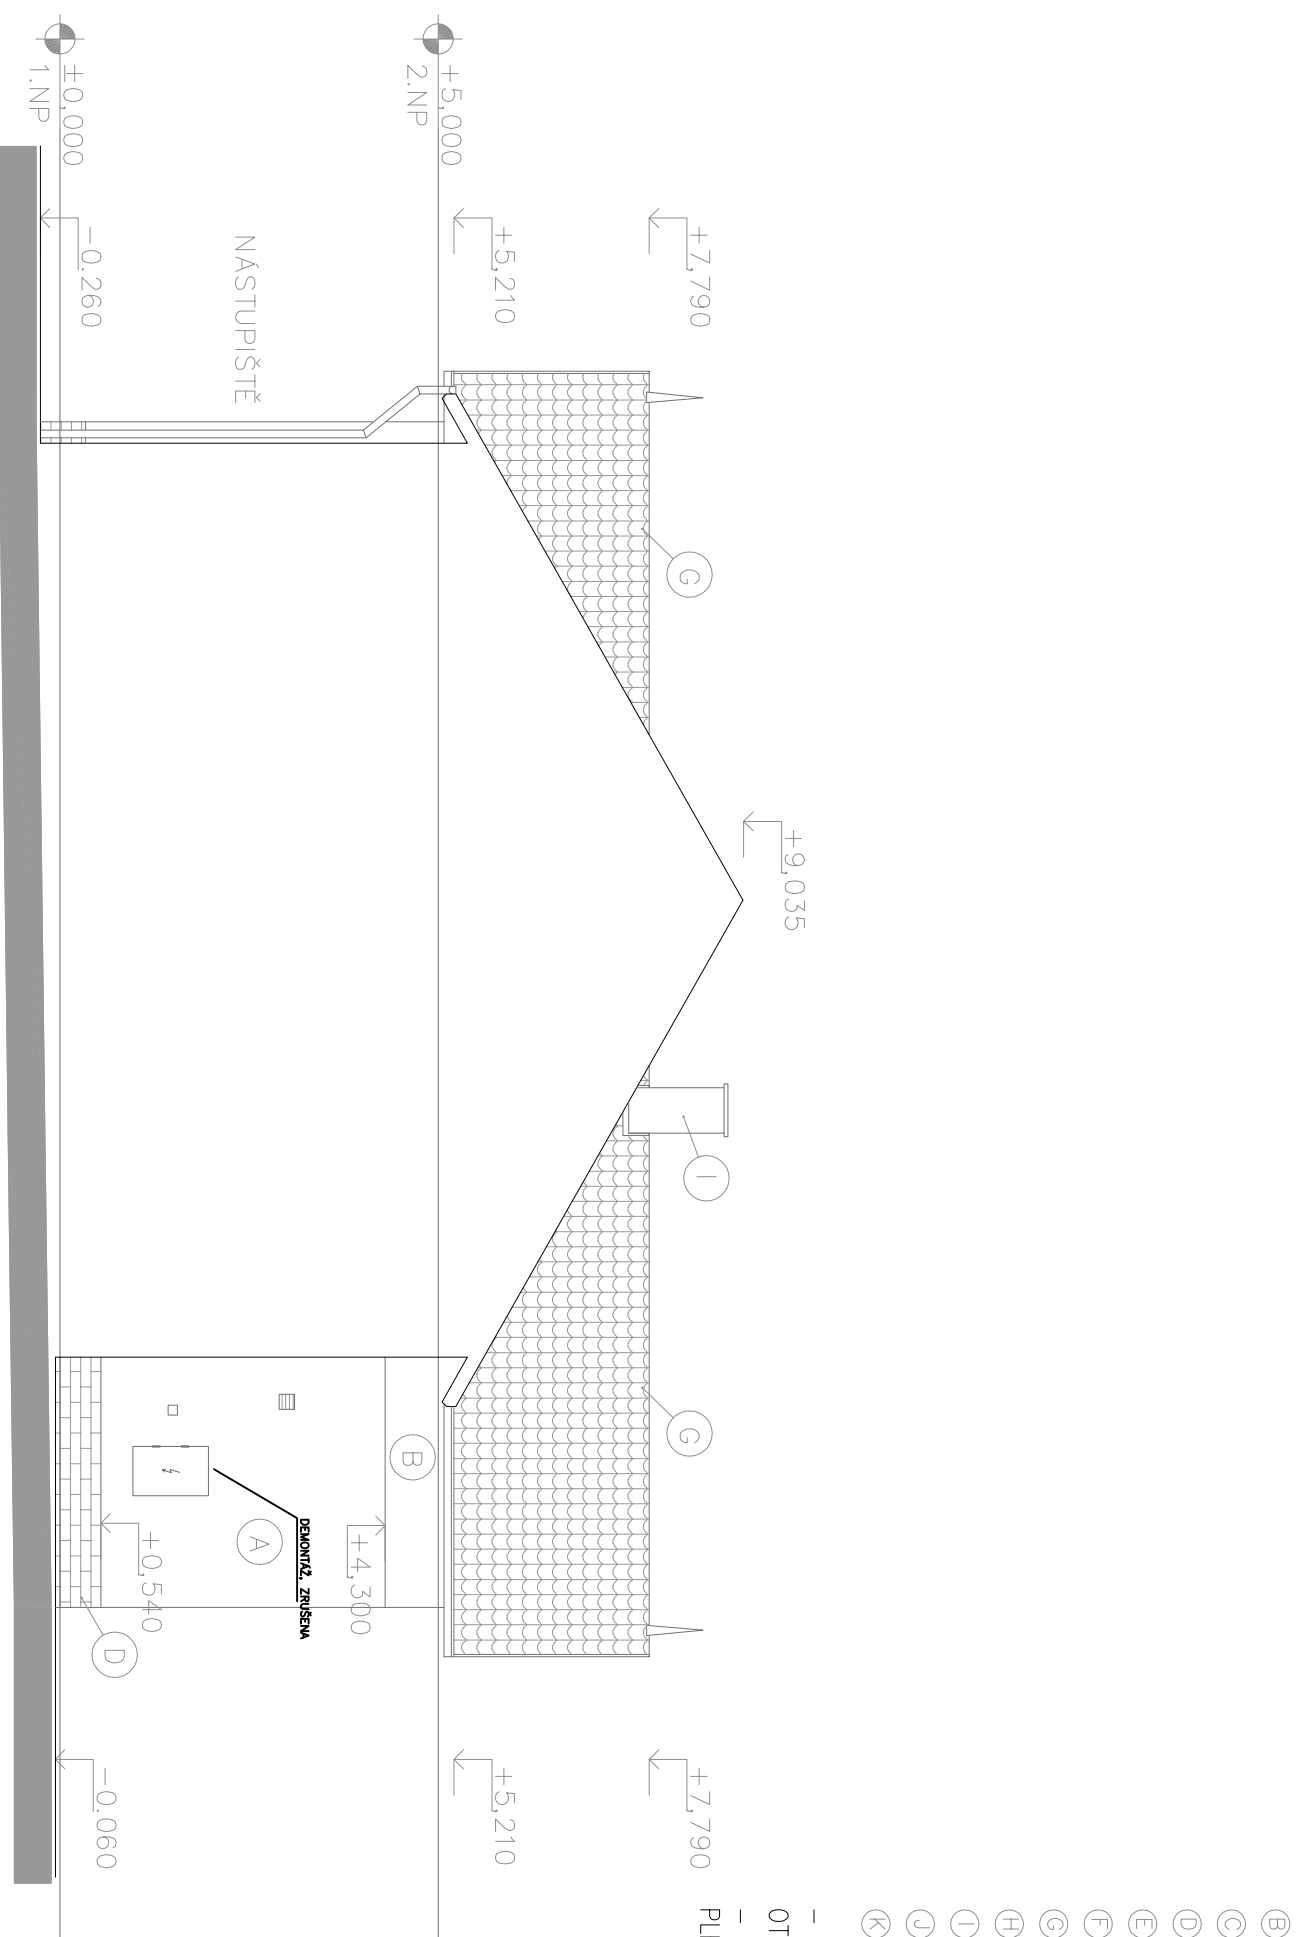 +9,035
+7,790
+7,790
G
I
G
+5,210
+5,210
+5,000
2.NP
B
+4,300
NÁSTUPIŠTĚ
DEMONTÁŽ, ZRUŠENA
A
+0,540
D
±0,000
1.NP
-0.260
-0.060
B
C
D
E
F
G
H
I
J
K
-
OT
-